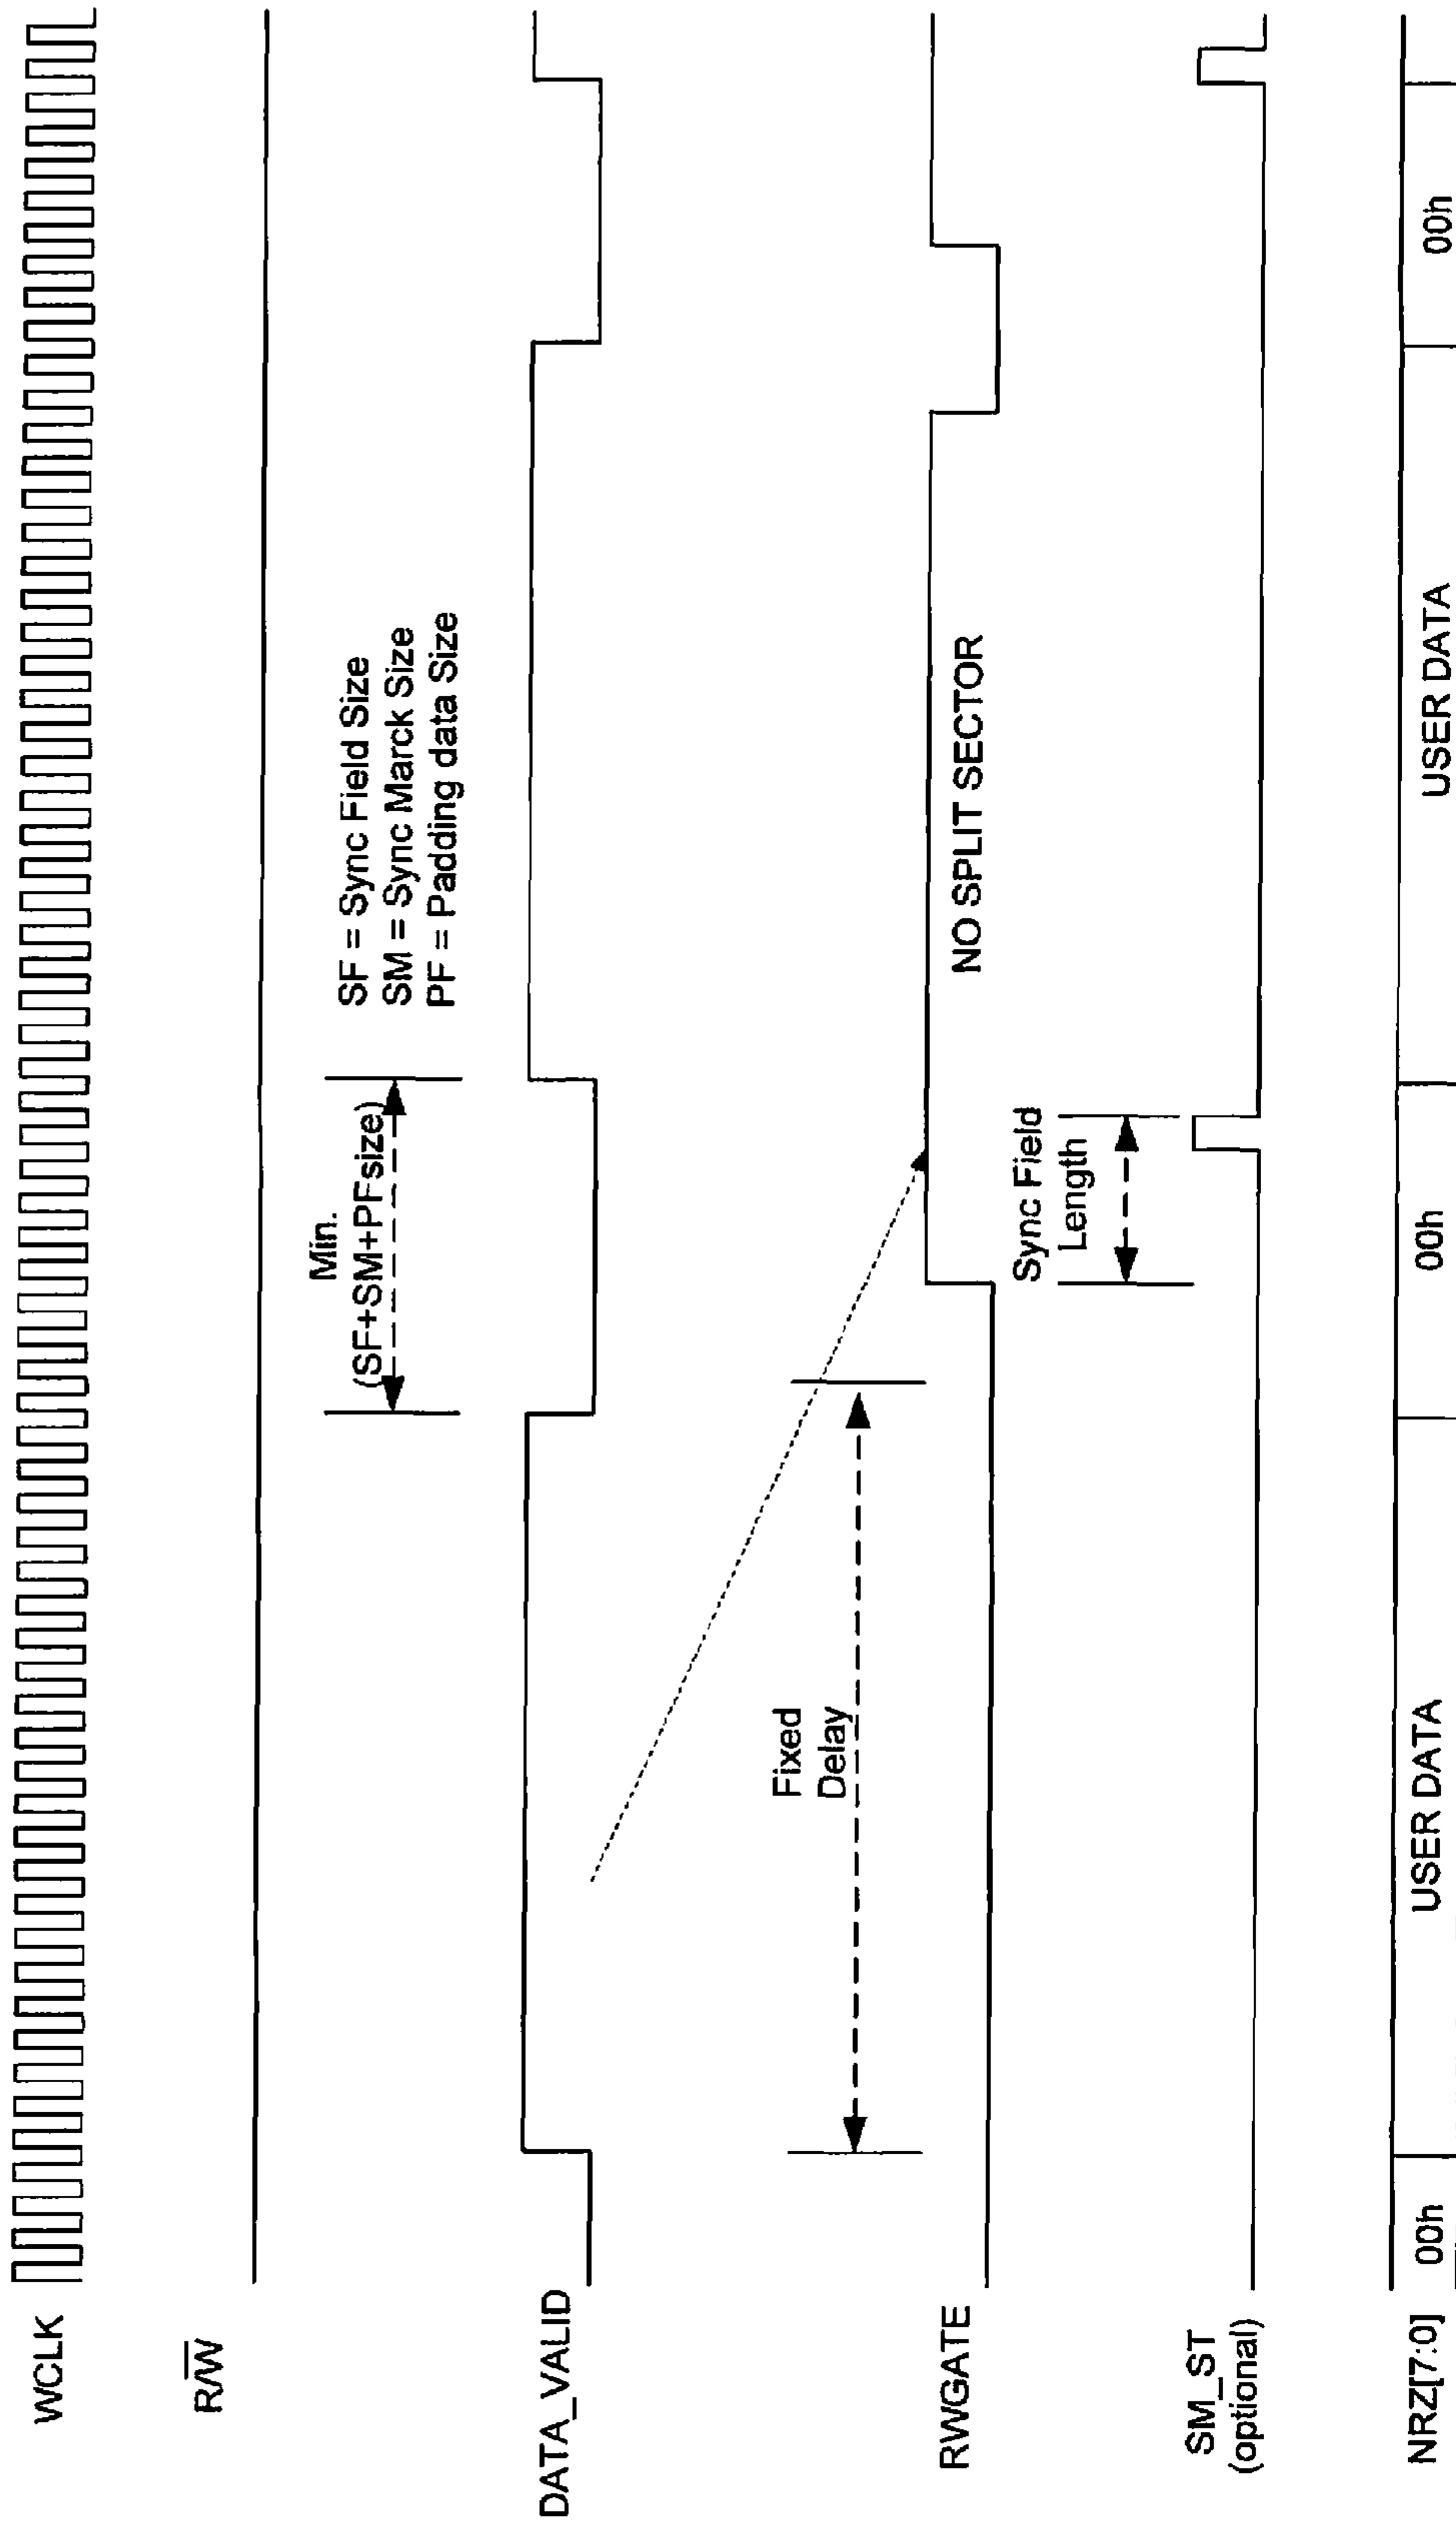 WCLK
R/W̅
DATA_VALID
Min.
(SF+SM+PFsize)
SF = Sync Field Size
SM = Sync Marck Size
PF = Padding data Size
Fixed
Delay
RWGATE
NO SPLIT SECTOR
Sync Field
Length
SM_ST
(optional)
NRZ[7:0]
00h
USER DATA
00h
USER DATA
00h